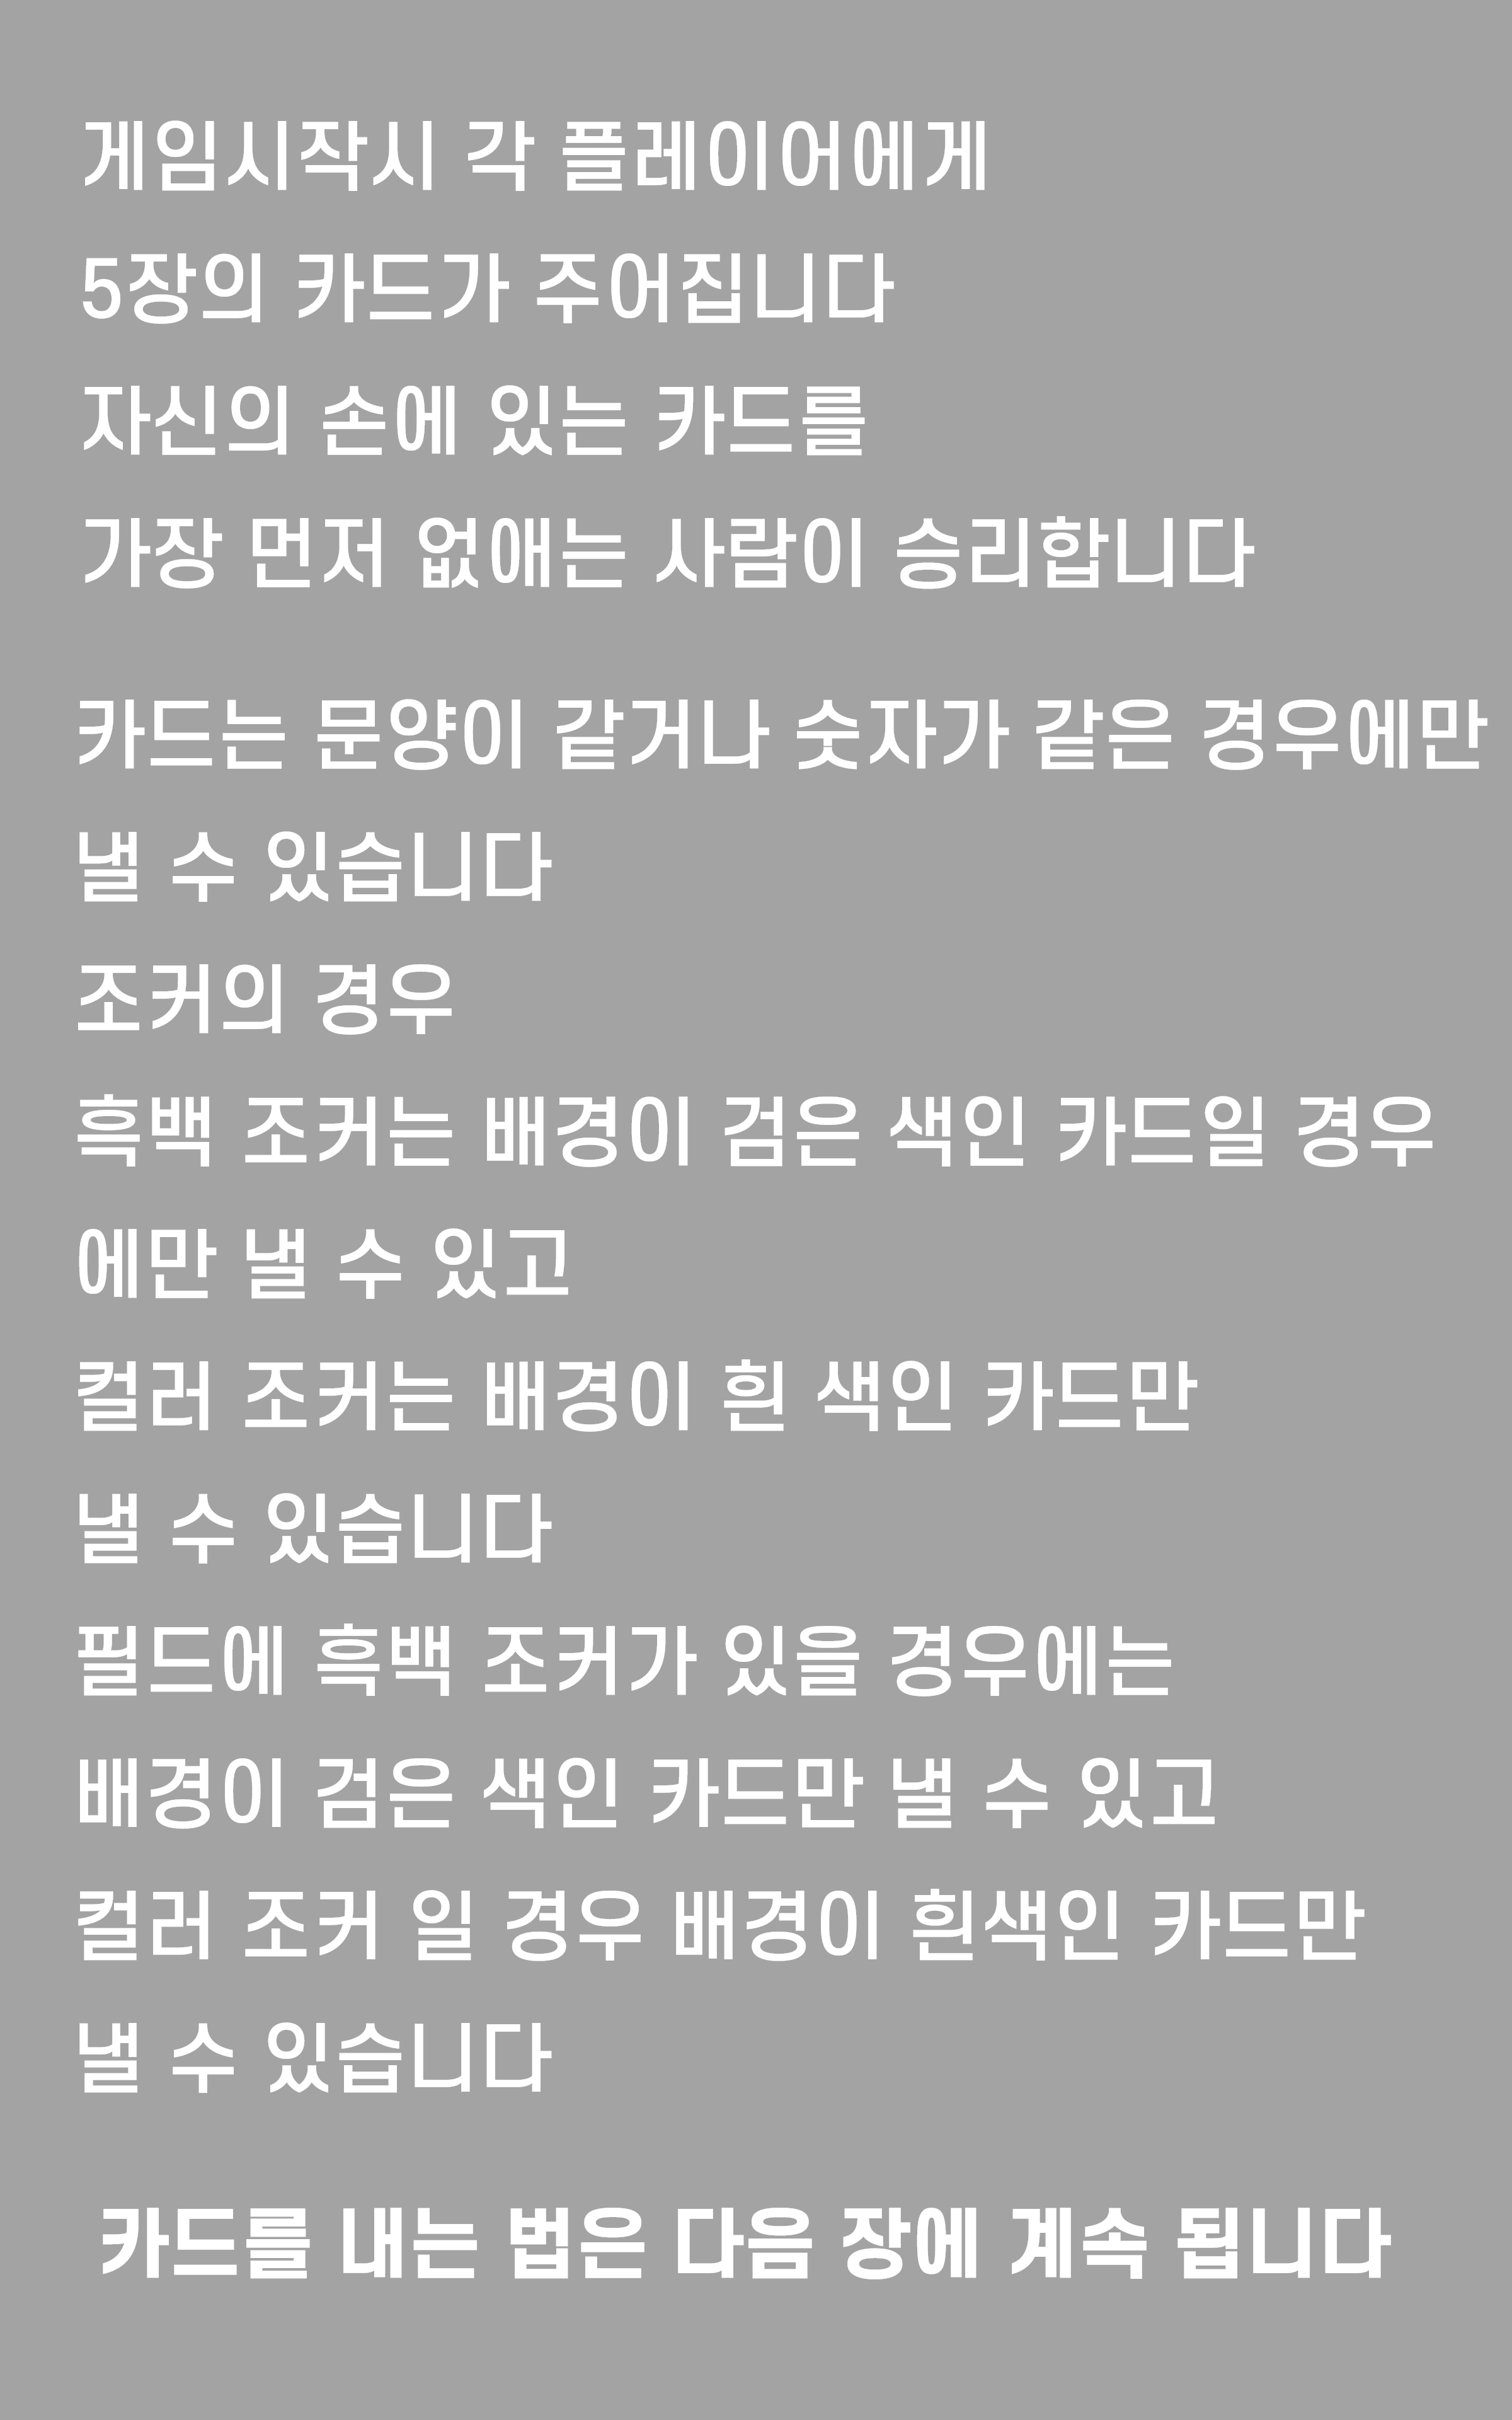 게임시작시 각 플레이어에게
5장의 카드가 주어집니다
자신의 손에 있는 카드를
가장 먼저 없애는 사람이 승리합니다
카드는 문양이 같거나 숫자가 같은 경우에만
낼 수 있습니다
조커의 경우
흑백 조커는 배경이 검은 색인 카드일 경우
에만 낼 수 있고
컬러 조커는 배경이 흰 색인 카드만
낼 수 있습니다
필드에 흑백 조커가 있을 경우에는
배경이 검은 색인 카드만 낼 수 있고
컬러 조커 일 경우 배경이 흰색인 카드만
낼 수 있습니다
카드를 내는 법은 다음 장에 계속 됩니다